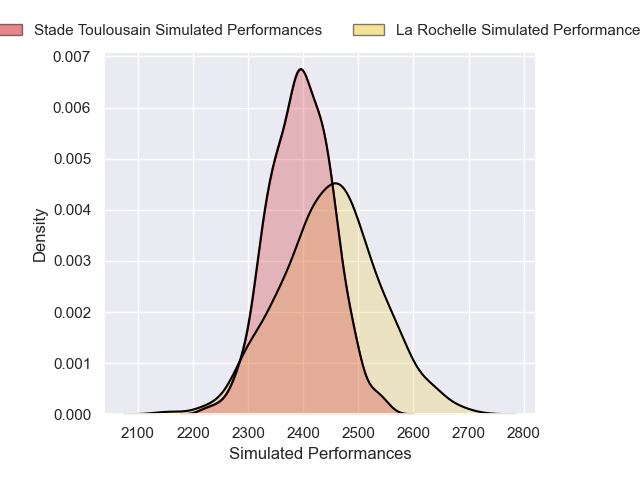 Stade Toulousain Simulated Performances La Rochelle Simulated Performance
0.007
0.006
0.005
0.004
0.003
0.002
0.001
0.000
Density
2100 2200 2300 2400 2500 2600 2700 2800
Simulated Performances